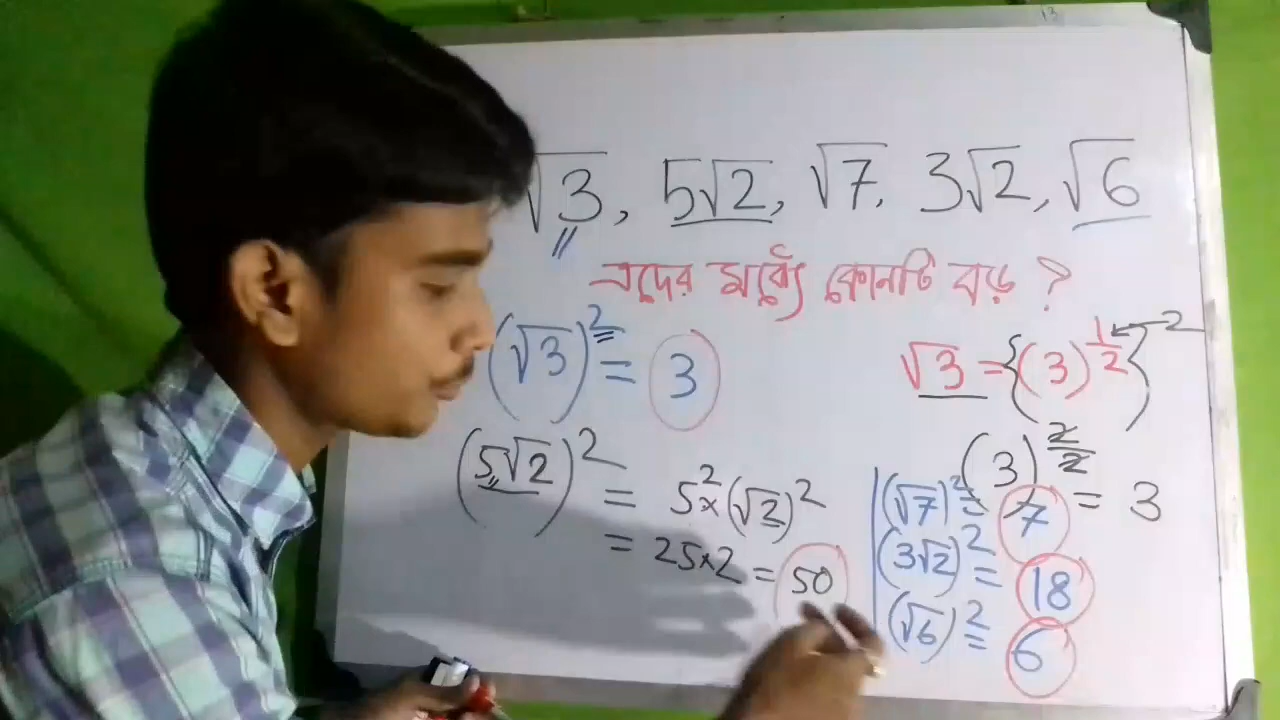 √3, 5√2, √7, 3√2, √6
এদের মধ্যে কোনটি বড় ?
(√3)² = 3
√3 = {(3)^½}²
(3)^2/2 = 3
(5√2)² = 5² × (√2)²
= 25×2 = 50
(√7)² = 7
(3√2)² = 18
(√6)² = 6